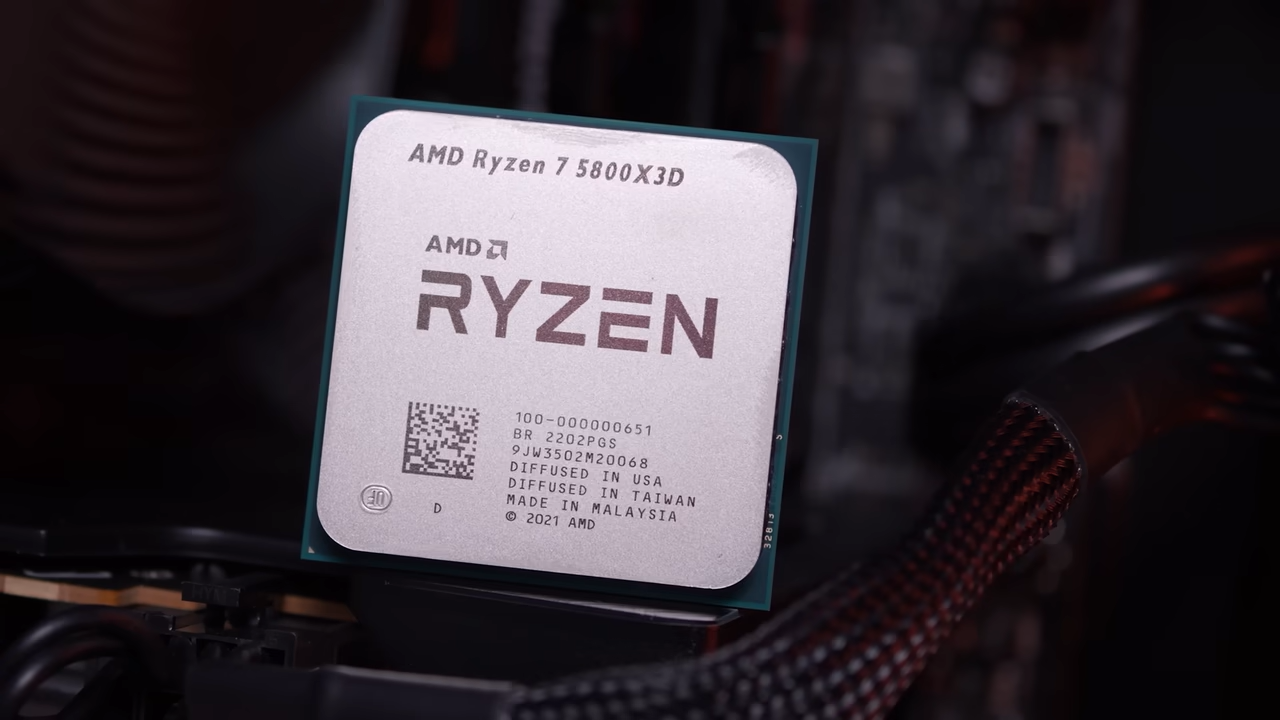 AMD Ryzen 7 5800X3D
AMD
RYZEN
100-000000651
BR 2202PGS
9JW3502M20068
DIFFUSED IN USA
DIFFUSED IN TAIWAN
MADE IN MALAYSIA
© 2021 AMD
D